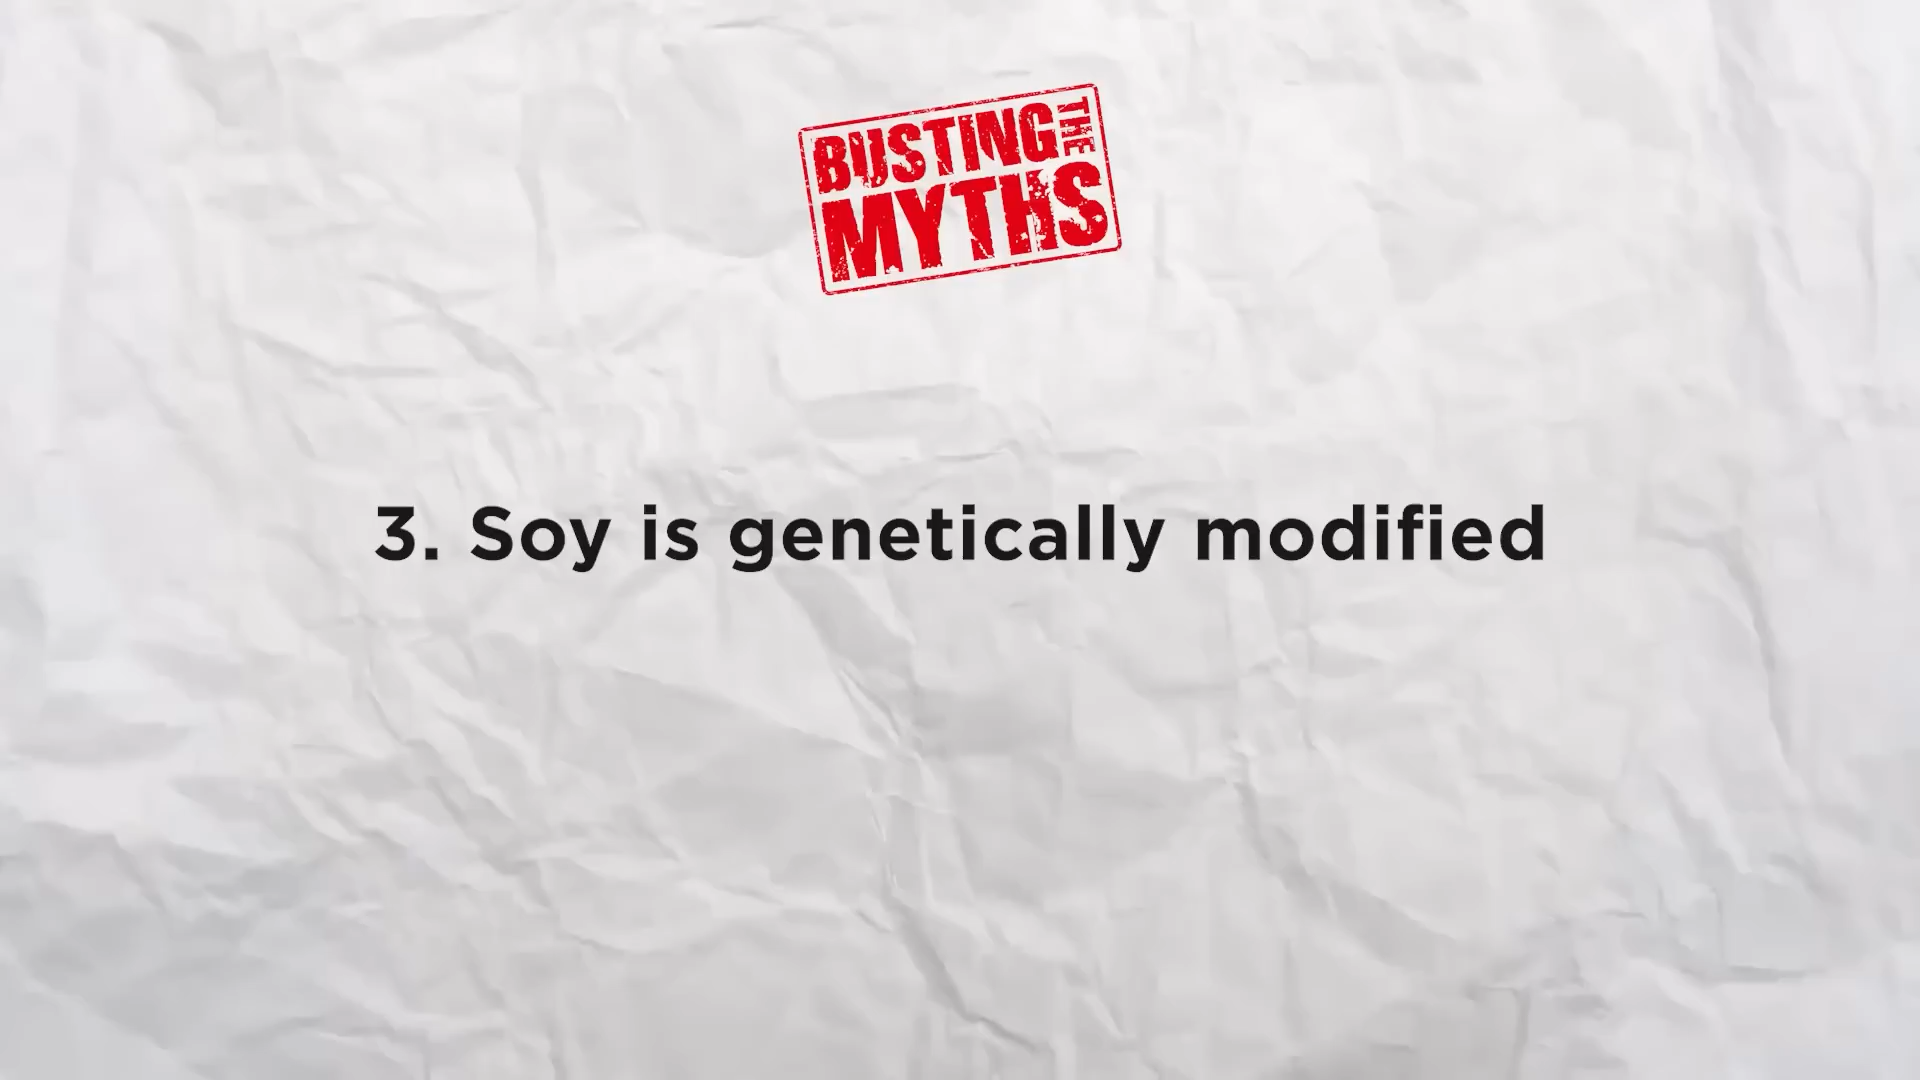 BUSTING THE
MYTHS
3. Soy is genetically modified